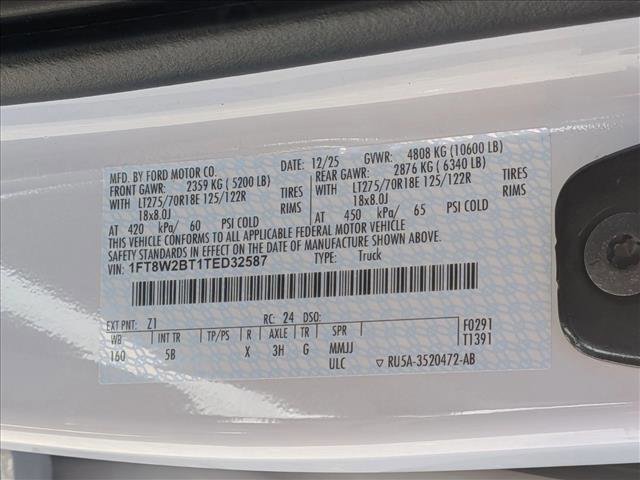 MFD. BY FORD MOTOR CO.
DATE: 12/25 GVWR: 4808 KG (10600 LB)
FRONT GAWR: 2359 KG ( 5200 LB) REAR GAWR: 2876 KG ( 6340 LB)
WITH LT275/70R18E 125/122R TIRES WITH LT275/70R18E 125/122R TIRES
18x8.0J RIMS 18x8.0J RIMS
AT 420 kPa/ 60 PSI COLD AT 450 kPa/ 65 PSI COLD
THIS VEHICLE CONFORMS TO ALL APPLICABLE FEDERAL MOTOR VEHICLE
SAFETY STANDARDS IN EFFECT ON THE DATE OF MANUFACTURE SHOWN ABOVE.
VIN: 1FT8W2BT1TED32587 TYPE: Truck
EXT PNT: Z1 RC: 24 DSO: F0291
WB INT TR TP/PS R AXLE TR SPR T1391
160 5B X 3H G MMJJ
ULC RU5A-3520472-AB